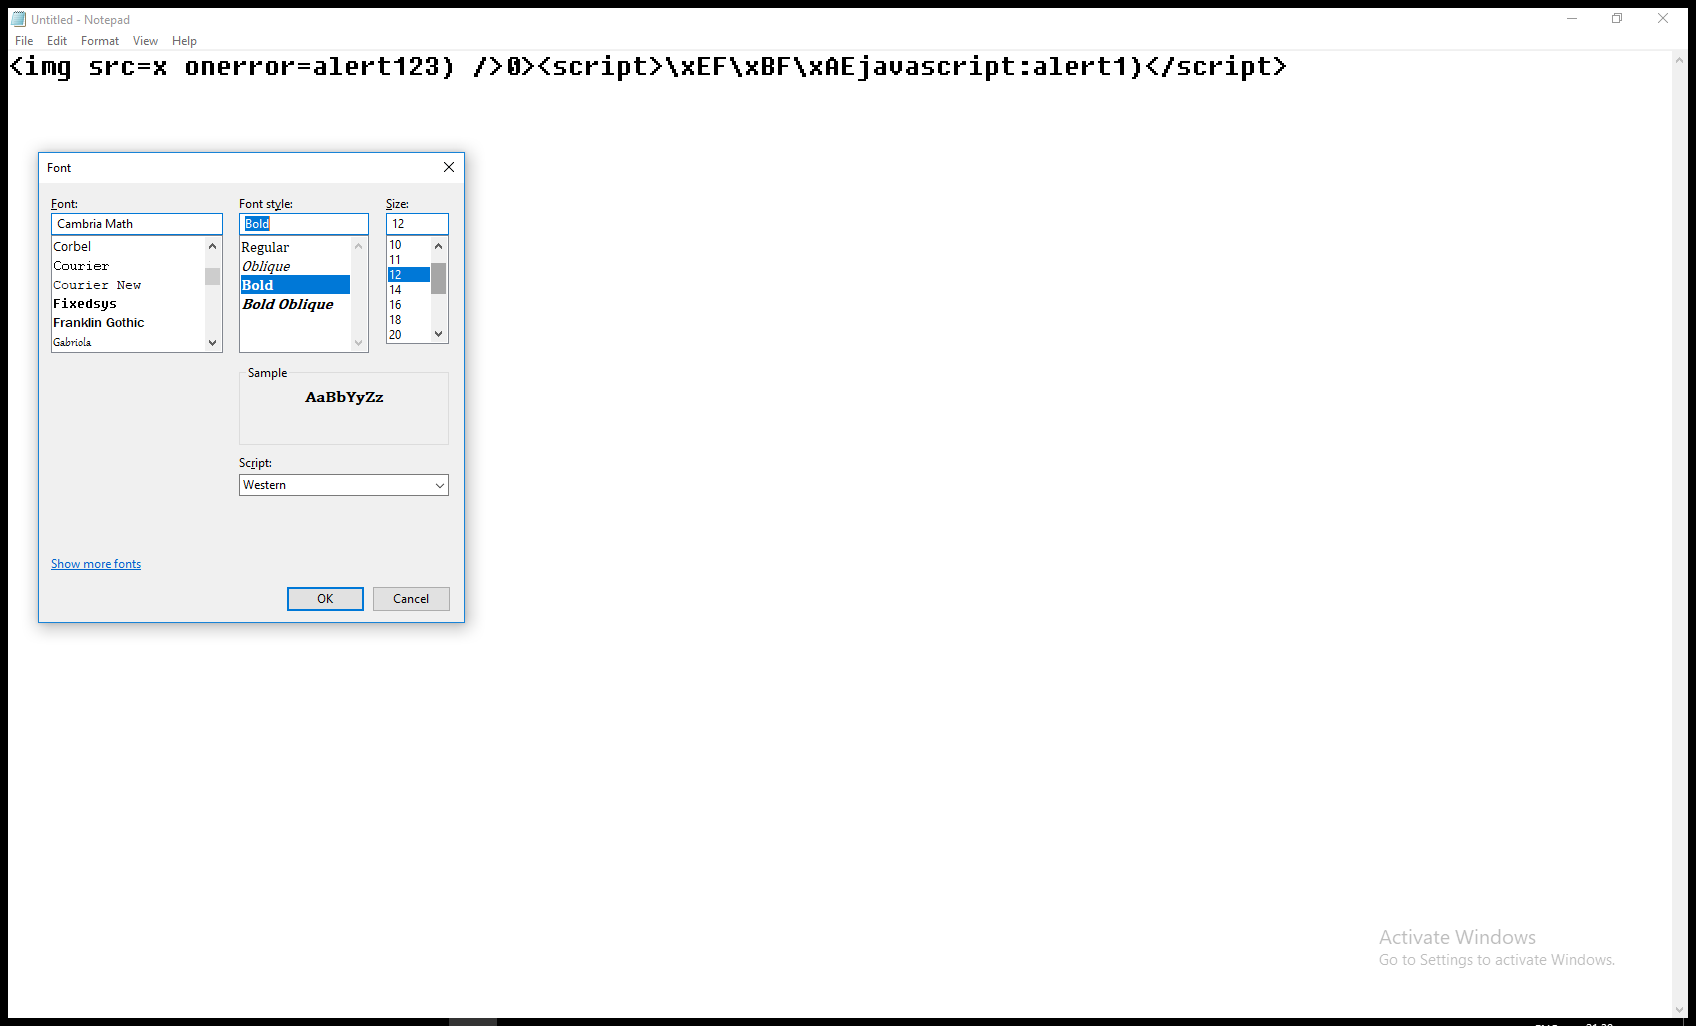 Untitled - Notepad
File Edit Format View Help
<img src=x onerror=alert123) />0><script>\xEF\xBF\xAEjavascript:alert1)</script>
Font
Font: Font style: Size:
Cambria Math Bold 12
Corbel
Courier
Courier New
Fixedsys
Franklin Gothic
Gabriola
Regular
Oblique
Bold
Bold Oblique
10
11
12
14
16
18
20
Sample
AaBbYyZz
Script:
Western
Show more fonts
OK Cancel
Activate Windows
Go to Settings to activate Windows.